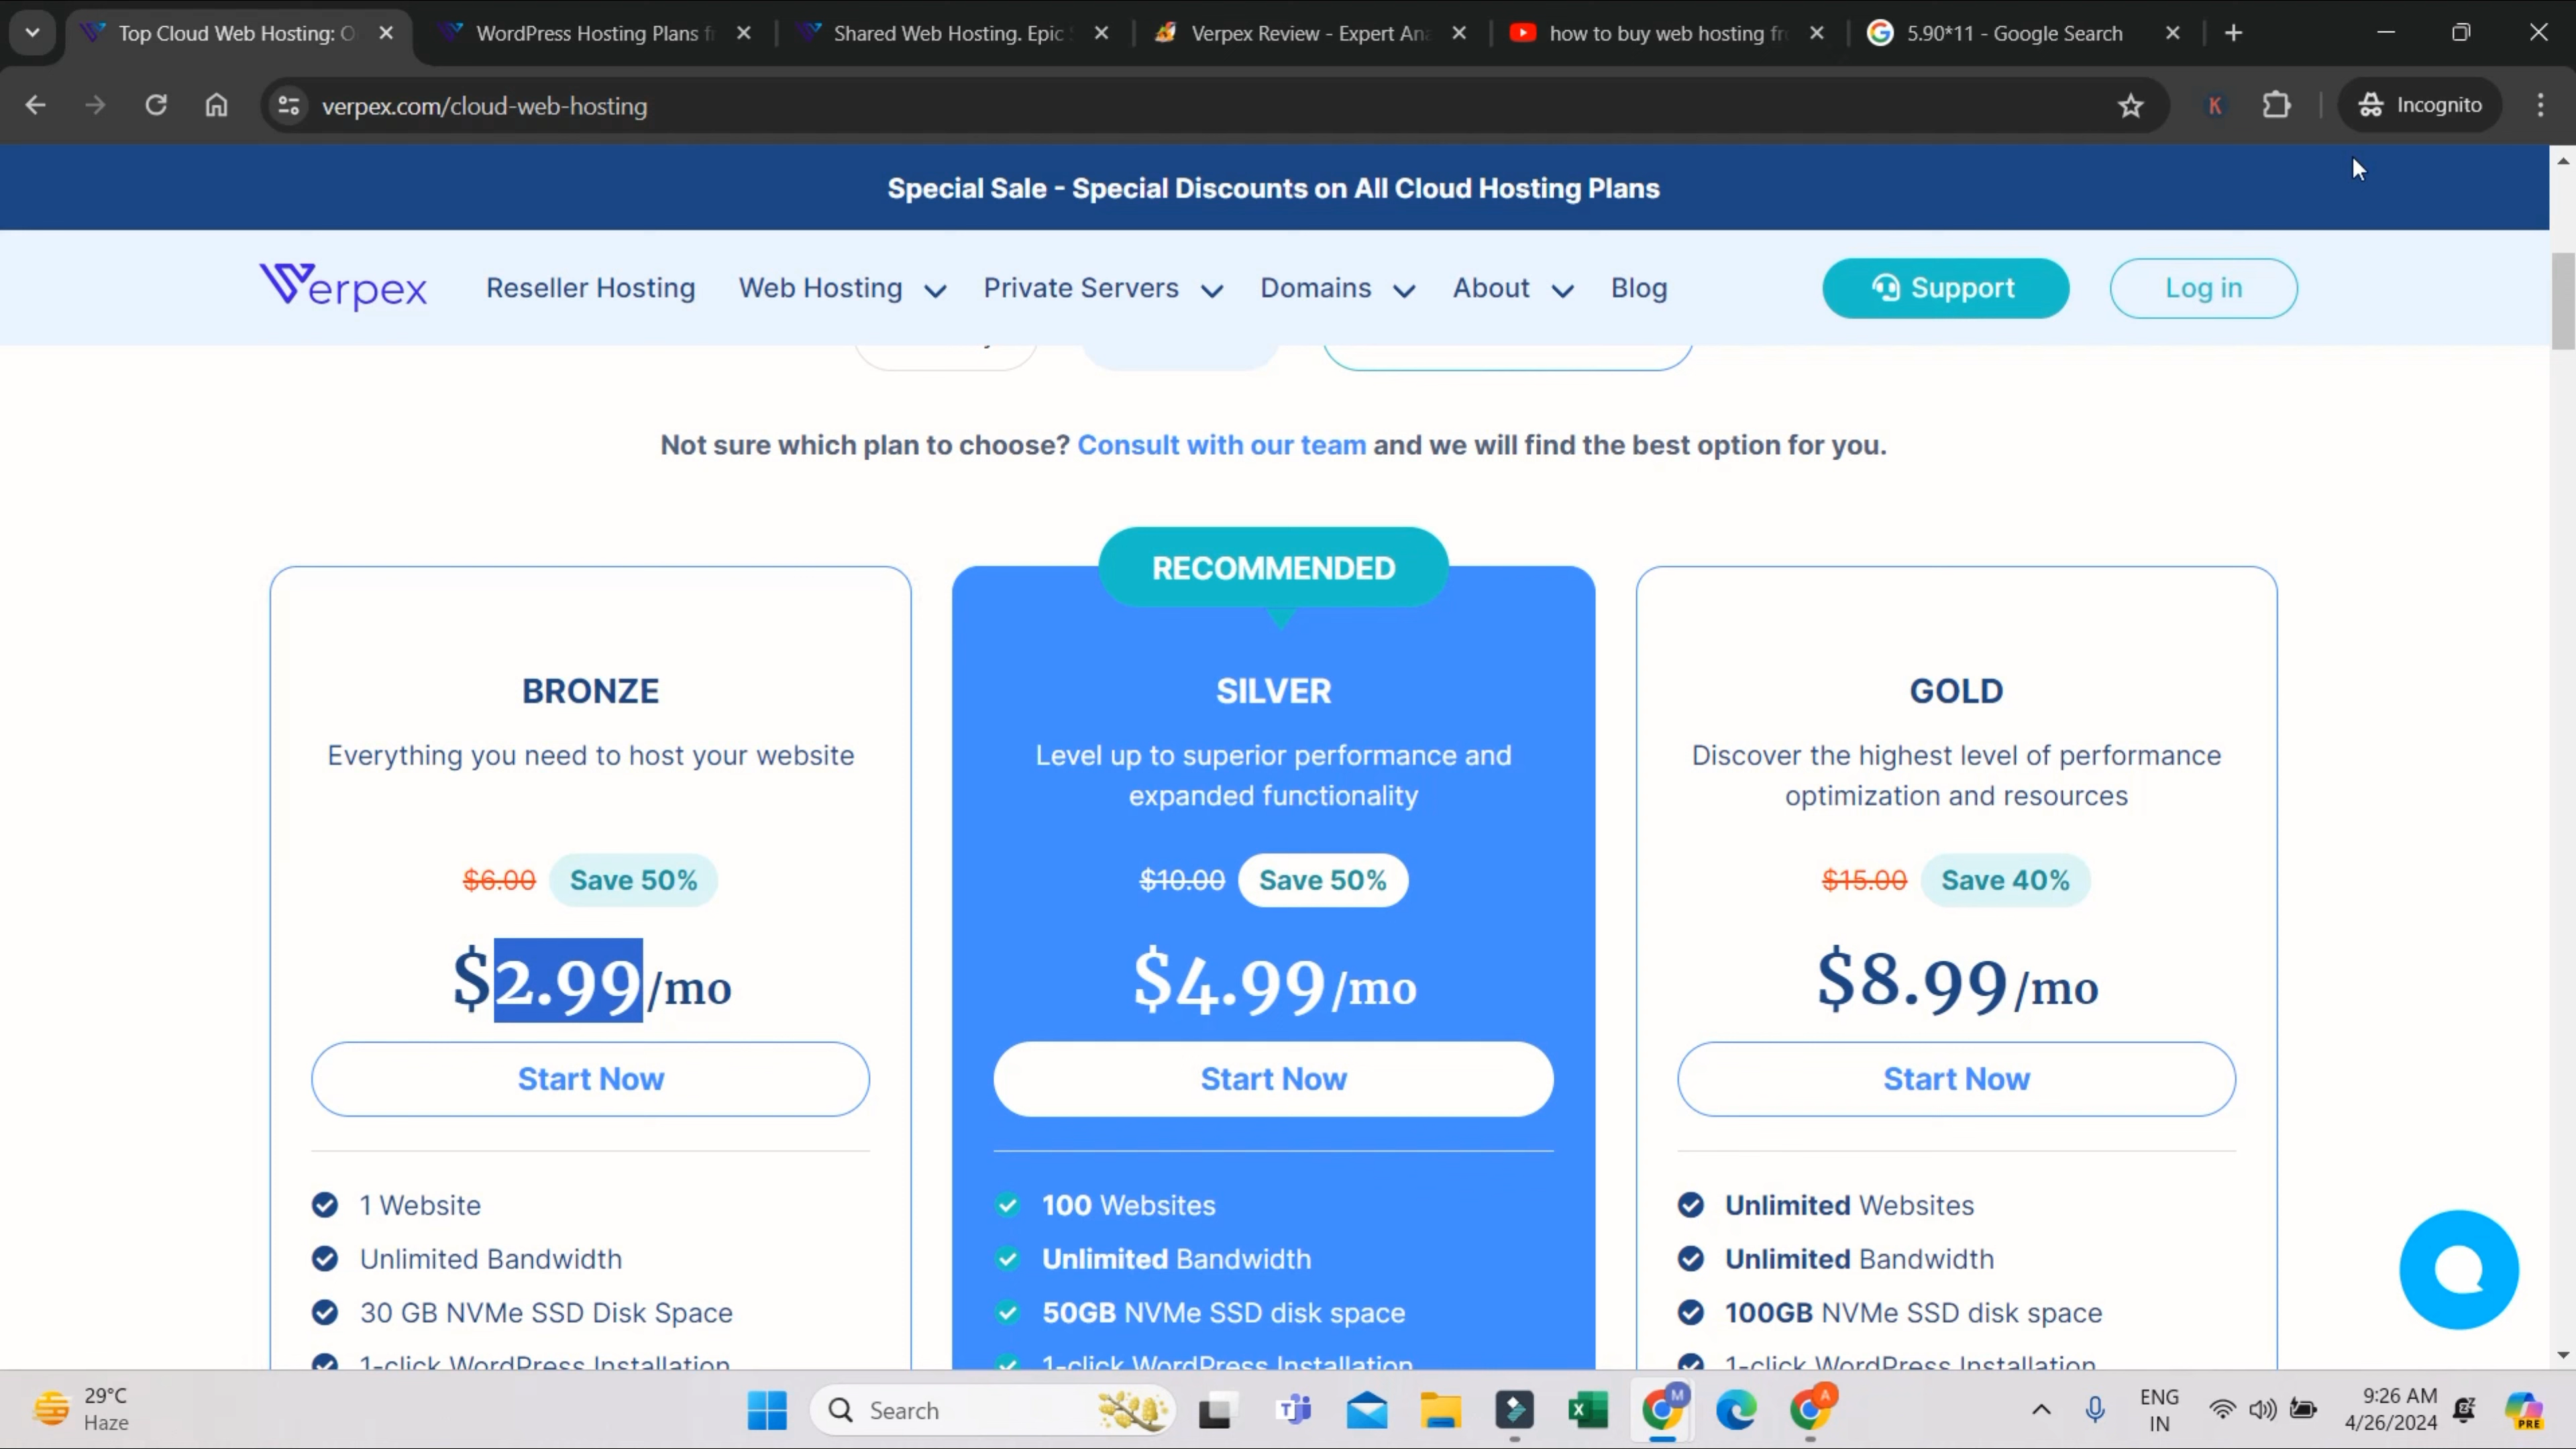 Top Cloud Web Hosting: O
WordPress Hosting Plans f
Shared Web Hosting. Epic
Verpex Review - Expert Ana
how to buy web hosting fr
5.90*11 - Google Search
verpex.com/cloud-web-hosting
K
Incognito
Special Sale - Special Discounts on All Cloud Hosting Plans
Verpex
Reseller Hosting
Web Hosting
Private Servers
Domains
About
Blog
Support
Log in
Not sure which plan to choose? Consult with our team and we will find the best option for you.
RECOMMENDED
BRONZE
Everything you need to host your website
$6.00 Save 50%
$2.99/mo
Start Now
1 Website
Unlimited Bandwidth
30 GB NVMe SSD Disk Space
1-click WordPress Installation
SILVER
Level up to superior performance and
expanded functionality
$10.00 Save 50%
$4.99/mo
Start Now
100 Websites
Unlimited Bandwidth
50GB NVMe SSD disk space
1-click WordPress Installation
GOLD
Discover the highest level of performance
optimization and resources
$15.00 Save 40%
$8.99/mo
Start Now
Unlimited Websites
Unlimited Bandwidth
100GB NVMe SSD disk space
1-click WordPress Installation
29°C
Haze
Search
M
A
ENG
IN
9:26 AM
4/26/2024
PRE